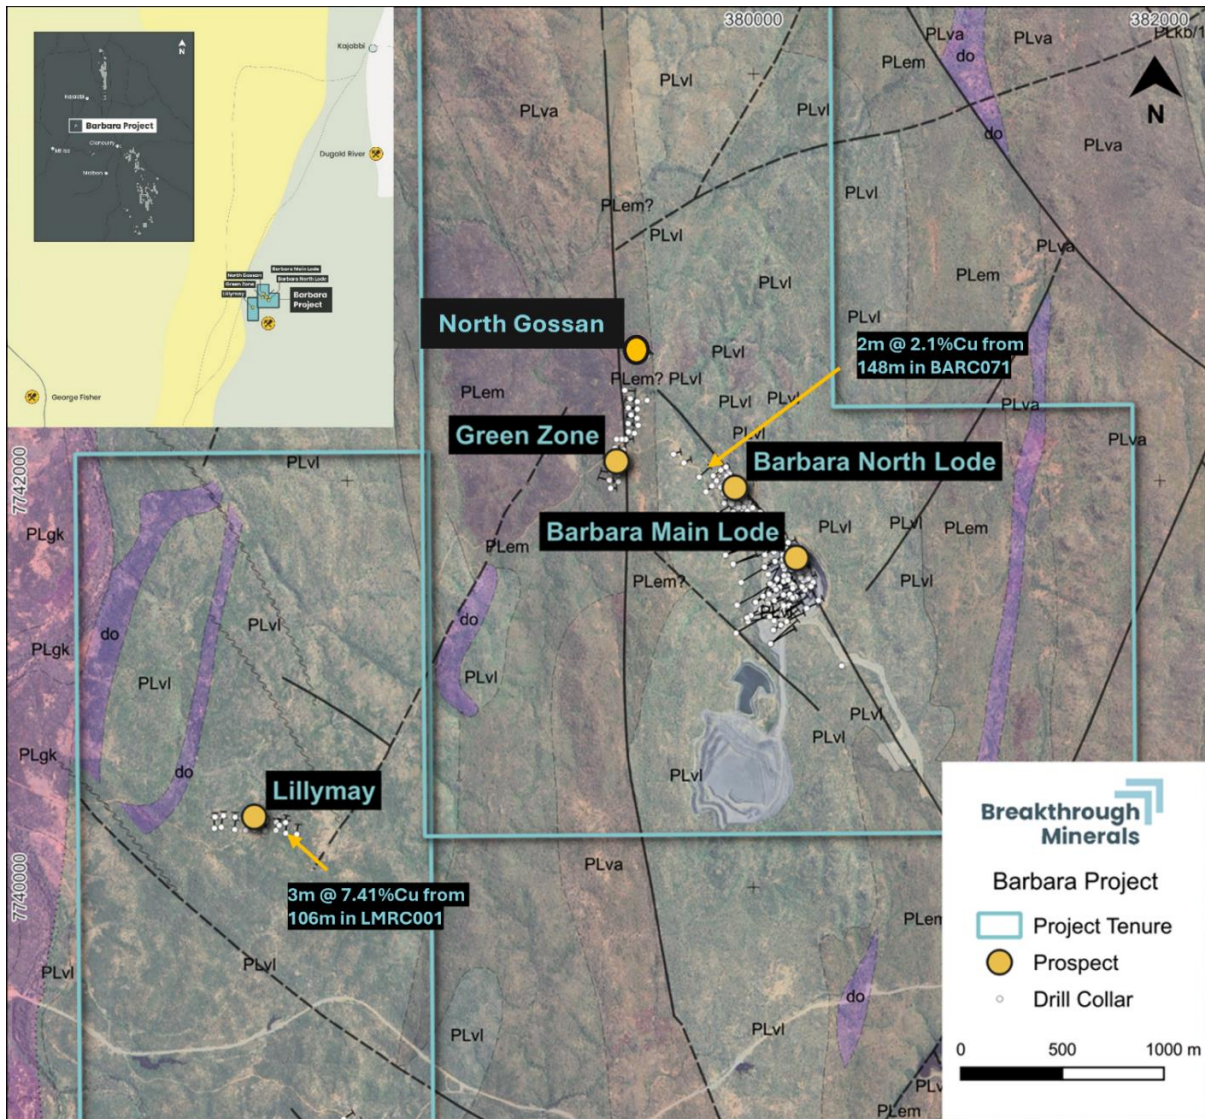 380000
382000
N
Kajabbi
Barbara Project
Cloncurry
Kajabbi
Dugald River
North Gossan
Green Zone
Lillymay
Barbara Main Lode
Barbara North Lode
Barbara
Project
George Fisher
PLvl
PLva
do
PLva
PLem
PLvl
PLva
do
PLva
PLvl
PLem?
PLvl
PLva
PLem
PLvl
N
North Gossan
PLvl
2m @ 2.1%Cu from
148m in BARC071
PLem? PLvl
PLem
PLvl
PLvl
PLva
PLvl
PLva
Green Zone
Barbara North Lode
7742000
PLvl
PLgk
Barbara Main Lode
PLvl
PLvl
PLem
PLem
PLem?
PLvl
PLvl
do
PLvl
do
PLgk
PLvl
PLvl
PLvl
PLvl
PLgk
do
PLvl
Lillymay
7740000
3m @ 7.41%Cu from
106m in LMRC001
PLva
PLem
PLvl
PLvl
do
PLvl
PLvl
PLem
Breakthrough
Minerals
Barbara Project
Project Tenure
Prospect
Drill Collar
0 500 1000 m